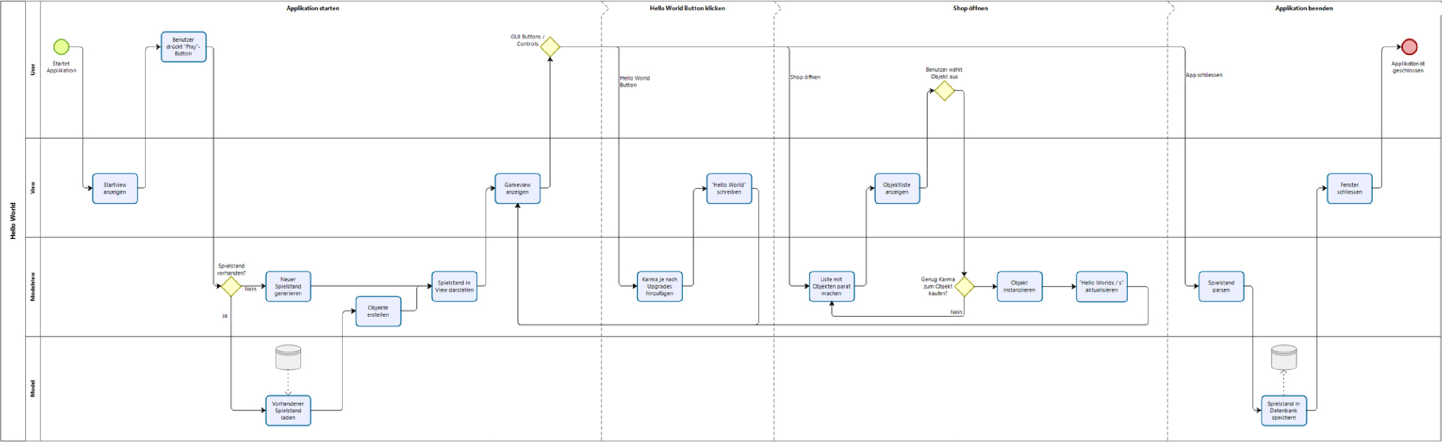 Applikation starten
Hello World Button klicken
Shop öffnen
Applikation beenden
Hello World
User
View
ModelView
Model
Startet
Applikation
Benutzer
drückt "Play"-
Button
GUI Buttons /
Controls
Hello World
Button
Shop öffnen
Benutzer wählt
Objekt aus
App schliessen
Applikation ist
geschlossen
Startview
anzeigen
Gameview
anzeigen
"Hello World"
schreiben
Objektliste
anzeigen
Fenster
schliessen
Spielstand
vorhanden?
Nein
Ja
Neuer
Spielstand
generieren
Objekte
erstellen
Spielstand in
View darstellen
Karma je nach
Upgrades
hinzufügen
Liste mit
Objekten parat
machen
Genug Karma
zum Objekt
kaufen?
Nein
Objekt
instanzieren
"Hello Worlds / s"
aktualisieren
Spielstand
parsen
Vorhandener
Spielstand
laden
Spielstand in
Datenbank
speichern